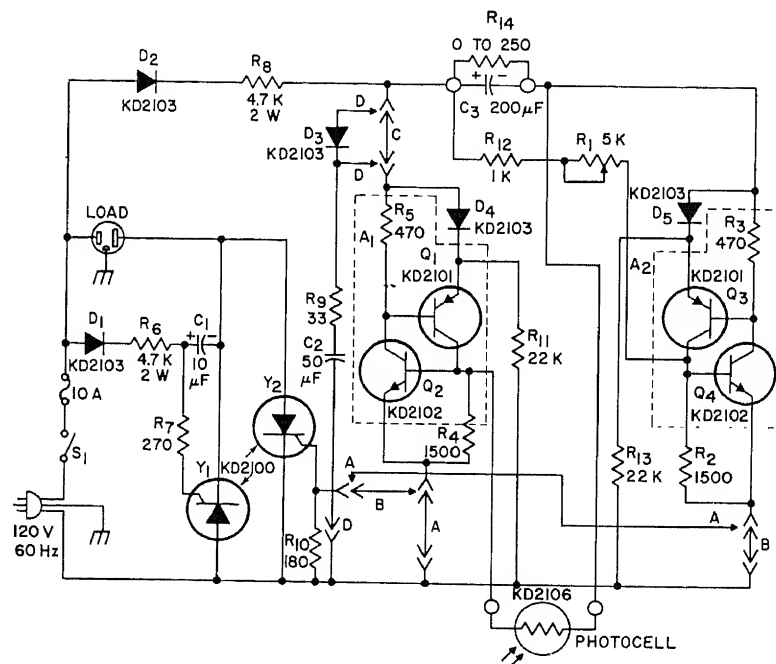 R14
0 TO 250
D2
KD2103
R8
4.7 K
2 W
+ −
C3 200µF
D
D3
KD2103
C
D
R12
1 K
R1 5 K
LOAD
R5
470
D4
KD2103
KD2103
D5
R3
470
A1
Q1
KD2101
A2
KD2101
Q3
D1
KD2103
R6
4.7 K
2 W
+ −
C1
10
µF
R9
33
C2
50
µF
R11
22 K
10 A
Y2
Q2
KD2102
Q4
KD2102
R7
270
R4
1500
R13
22 K
R2
1500
S1
Y1
KD2100
A
B
A
A
B
120 V
60 Hz
R10
180
D
KD2106
PHOTOCELL